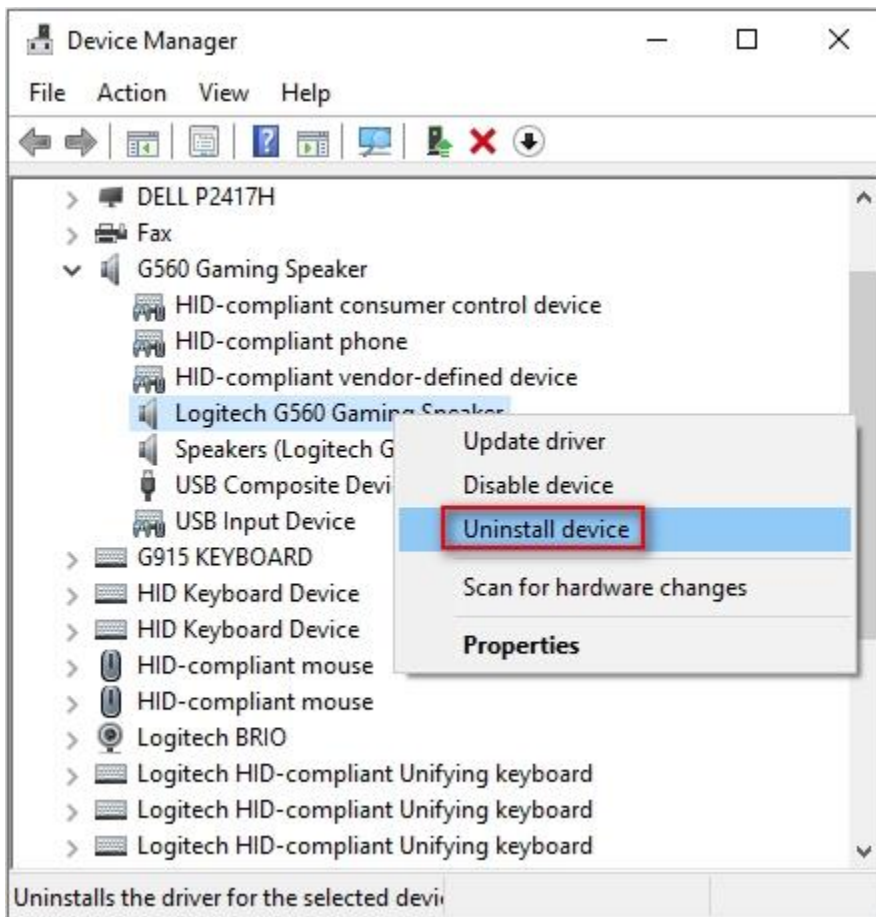 Device Manager
File Action View Help
DELL P2417H
Fax
G560 Gaming Speaker
HID-compliant consumer control device
HID-compliant phone
HID-compliant vendor-defined device
Logitech G560 Gaming Speaker
Speakers (Logitech G
USB Composite Devi
USB Input Device
G915 KEYBOARD
HID Keyboard Device
HID Keyboard Device
HID-compliant mouse
HID-compliant mouse
Logitech BRIO
Logitech HID-compliant Unifying keyboard
Logitech HID-compliant Unifying keyboard
Logitech HID-compliant Unifying keyboard
Update driver
Disable device
Uninstall device
Scan for hardware changes
Properties
Uninstalls the driver for the selected devi